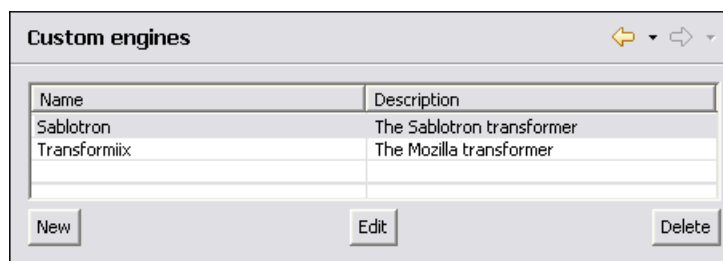 Custom engines
Name Description
Sablotron The Sablotron transformer
Transformiix The Mozilla transformer
New Edit Delete